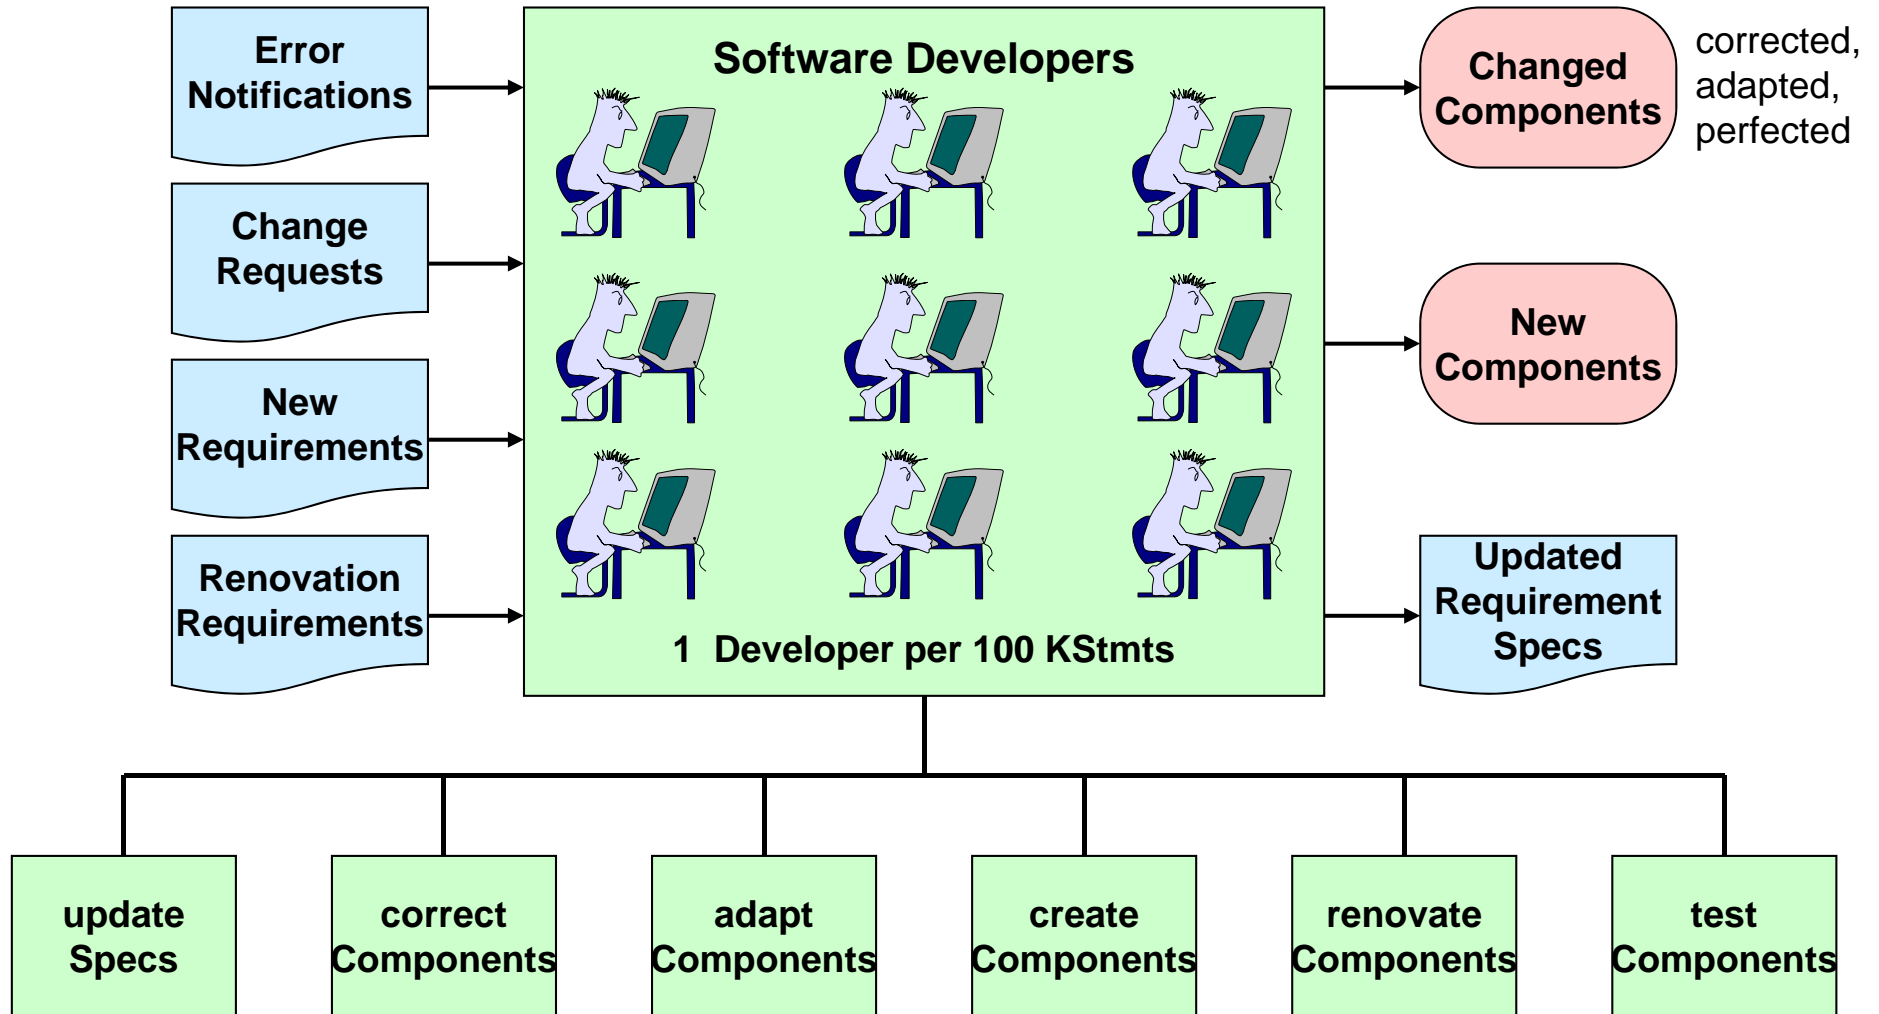 Error
Notifications
Change
Requests
New
Requirements
Renovation
Requirements
Software Developers
1 Developer per 100 KStmts
Changed
Components
corrected,
adapted,
perfected
New
Components
Updated
Requirement
Specs
update
Specs
correct
Components
adapt
Components
create
Components
renovate
Components
test
Components